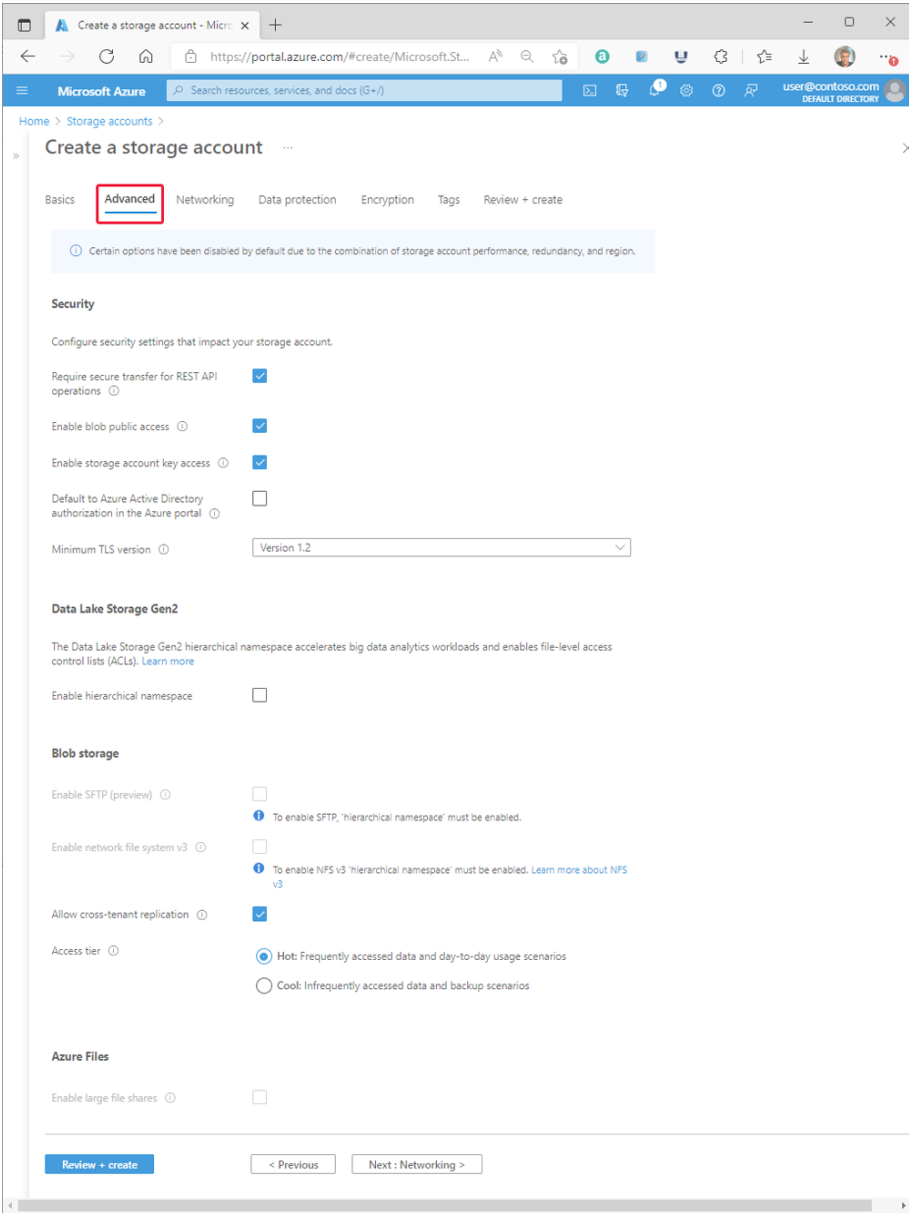 Create a storage account - Micro
https://portal.azure.com/#create/Microsoft.St...
Microsoft Azure
Search resources, services, and docs (G+/)
1
user@contoso.com
DEFAULT DIRECTORY
Home > Storage accounts >
Create a storage account ...
Basics Advanced Networking Data protection Encryption Tags Review + create
Certain options have been disabled by default due to the combination of storage account performance, redundancy, and region.
Security
Configure security settings that impact your storage account.
Require secure transfer for REST API
operations
Enable blob public access
Enable storage account key access
Default to Azure Active Directory
authorization in the Azure portal
Minimum TLS version
Version 1.2
Data Lake Storage Gen2
The Data Lake Storage Gen2 hierarchical namespace accelerates big data analytics workloads and enables file-level access
control lists (ACLs). Learn more
Enable hierarchical namespace
Blob storage
Enable SFTP (preview)
To enable SFTP, 'hierarchical namespace' must be enabled.
Enable network file system v3
To enable NFS v3 'hierarchical namespace' must be enabled. Learn more about NFS
v3
Allow cross-tenant replication
Access tier
Hot: Frequently accessed data and day-to-day usage scenarios
Cool: Infrequently accessed data and backup scenarios
Azure Files
Enable large file shares
Review + create
< Previous
Next : Networking >